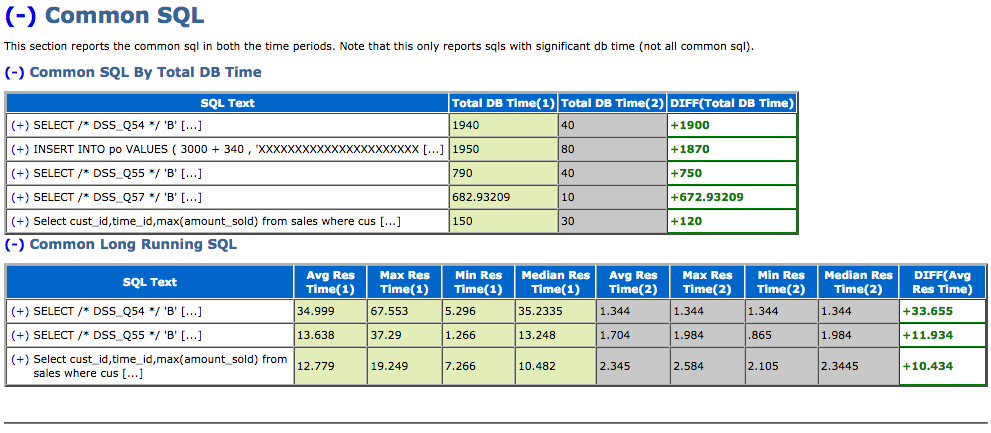 (-) Common SQL
This section reports the common sql in both the time periods. Note that this only reports sqls with significant db time (not all common sql).
(-) Common SQL By Total DB Time
SQL Text Total DB Time(1) Total DB Time(2) DIFF(Total DB Time)
(+) SELECT /* DSS_Q54 */ 'B' [...] 1940 40 +1900
(+) INSERT INTO po VALUES ( 3000 + 340 , 'XXXXXXXXXXXXXXXXXXXXXX [...] 1950 80 +1870
(+) SELECT /* DSS_Q55 */ 'B' [...] 790 40 +750
(+) SELECT /* DSS_Q57 */ 'B' [...] 682.93209 10 +672.93209
(+) Select cust_id,time_id,max(amount_sold) from sales where cus [...] 150 30 +120
(-) Common Long Running SQL
SQL Text Avg Res Time(1) Max Res Time(1) Min Res Time(1) Median Res Time(1) Avg Res Time(2) Max Res Time(2) Min Res Time(2) Median Res Time(2) DIFF(Avg Res Time)
(+) SELECT /* DSS_Q54 */ 'B' [...] 34.999 67.553 5.296 35.2335 1.344 1.344 1.344 1.344 +33.655
(+) SELECT /* DSS_Q55 */ 'B' [...] 13.638 37.29 1.266 13.248 1.704 1.984 .865 1.984 +11.934
(+) Select cust_id,time_id,max(amount_sold) from
sales where cus [...] 12.779 19.249 7.266 10.482 2.345 2.584 2.105 2.3445 +10.434